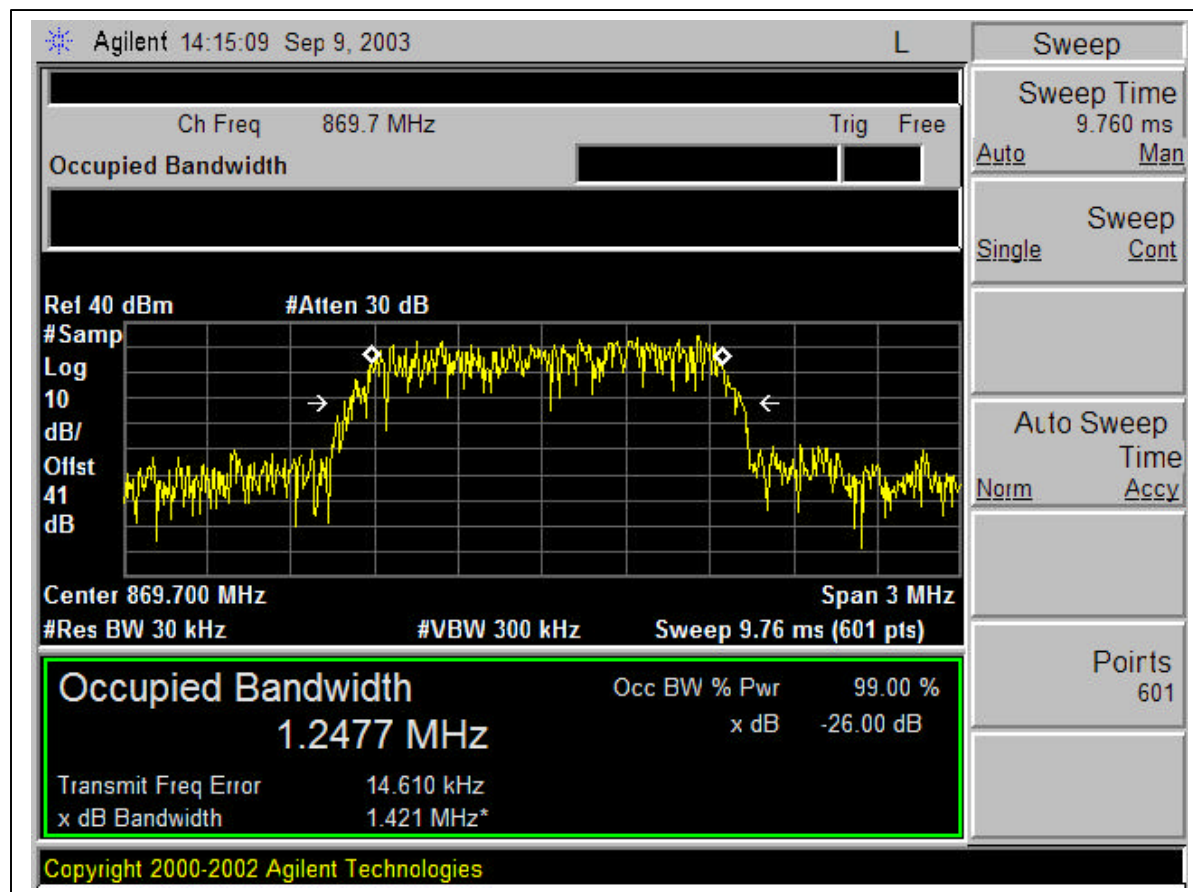 Agilent 14:15:09 Sep 9, 2003 L
Sweep
Ch Freq 869.7 MHz Trig Free
Occupied Bandwidth
Sweep Time
9.760 ms
Auto Man
Sweep
Single Cont
Ref 40 dBm #Atten 30 dB
#Samp
Log
10
dB/
Offst
41
dB
Auto Sweep
Time
Norm Accy
Center 869.700 MHz Span 3 MHz
#Res BW 30 kHz #VBW 300 kHz Sweep 9.76 ms (601 pts)
Points
601
Occupied Bandwidth Occ BW % Pwr 99.00 %
1.2477 MHz x dB -26.00 dB
Transmit Freq Error 14.610 kHz
x dB Bandwidth 1.421 MHz*
Copyright 2000-2002 Agilent Technologies